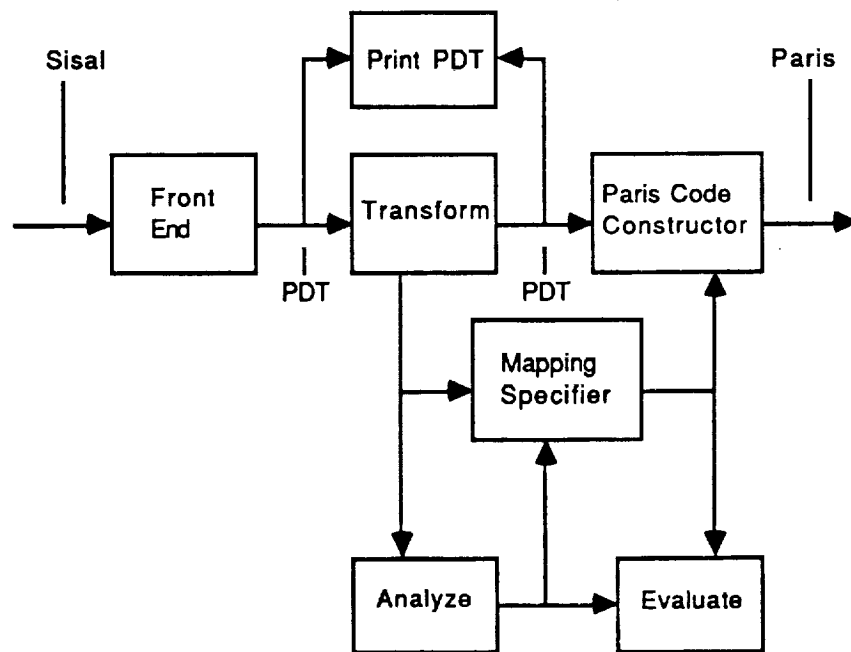 Sisal
Print PDT
Paris
Front
End
Transform
Paris Code
Constructor
PDT
PDT
Mapping
Specifier
Analyze
Evaluate